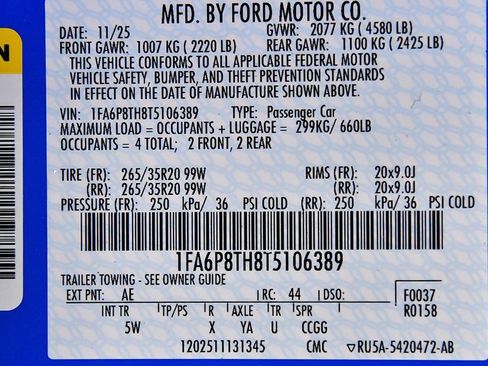 MFD. BY FORD MOTOR CO.
DATE: 11/25 GVWR: 2077 KG (4580 LB)
FRONT GAWR: 1007 KG (2220 LB) REAR GAWR: 1100 KG (2425 LB)
THIS VEHICLE CONFORMS TO ALL APPLICABLE FEDERAL MOTOR
VEHICLE SAFETY, BUMPER, AND THEFT PREVENTION STANDARDS
IN EFFECT ON THE DATE OF MANUFACTURE SHOWN ABOVE.
VIN: 1FA6P8TH8T5106389 TYPE: Passenger Car
MAXIMUM LOAD = OCCUPANTS + LUGGAGE = 299KG/ 660LB
OCCUPANTS = 4 TOTAL; 2 FRONT, 2 REAR
TIRE (FR): 265/35R20 99W RIMS (FR): 20x9.0J
(RR): 265/35R20 99W (RR): 20x9.0J
PRESSURE (FR): 250 kPa/ 36 PSI COLD (RR): 250 kPa/ 36 PSI COLD
1FA6P8TH8T5106389
TRAILER TOWING - SEE OWNER GUIDE
EXT PNT: AE RC: 44 DSO: F0037
INT TR TP/PS R AXLE TR SPR R0158
5W X YA U CCGG
1202511131345 CMC ▽RU5A-5420472-AB
N